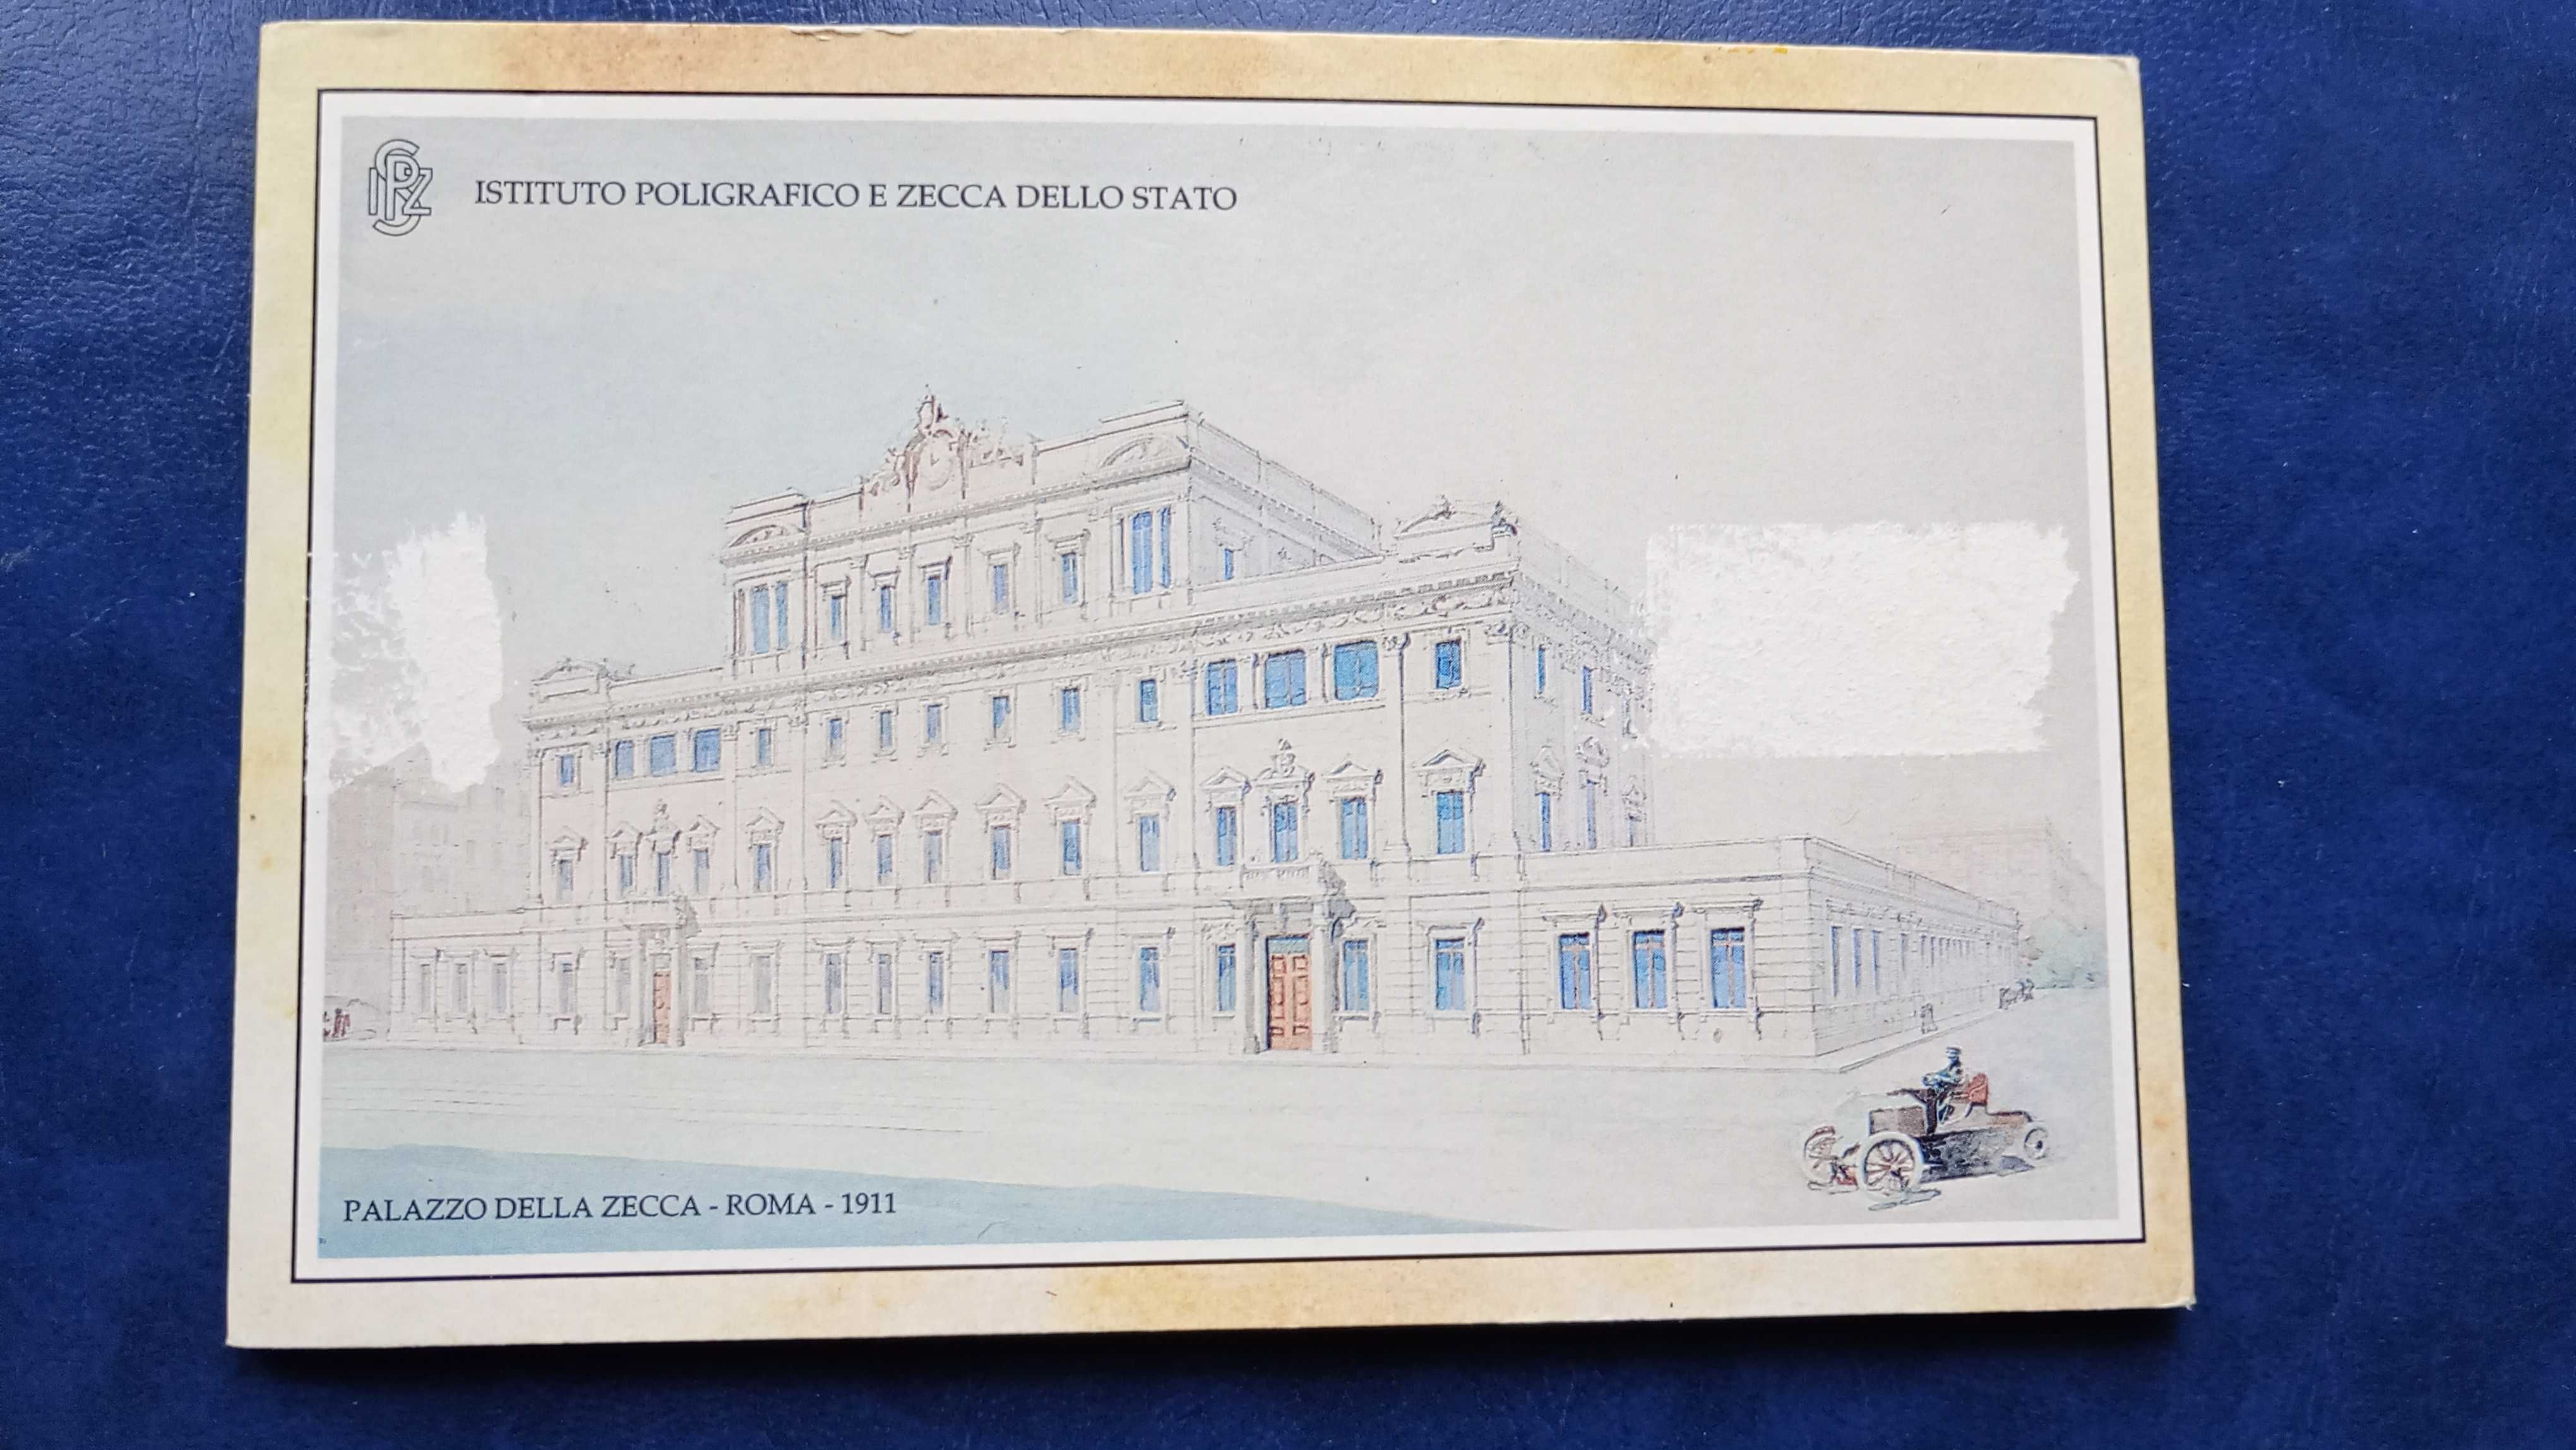 IPZS
ISTITUTO POLIGRAFICO E ZECCA DELLO STATO
PALAZZO DELLA ZECCA - ROMA - 1911